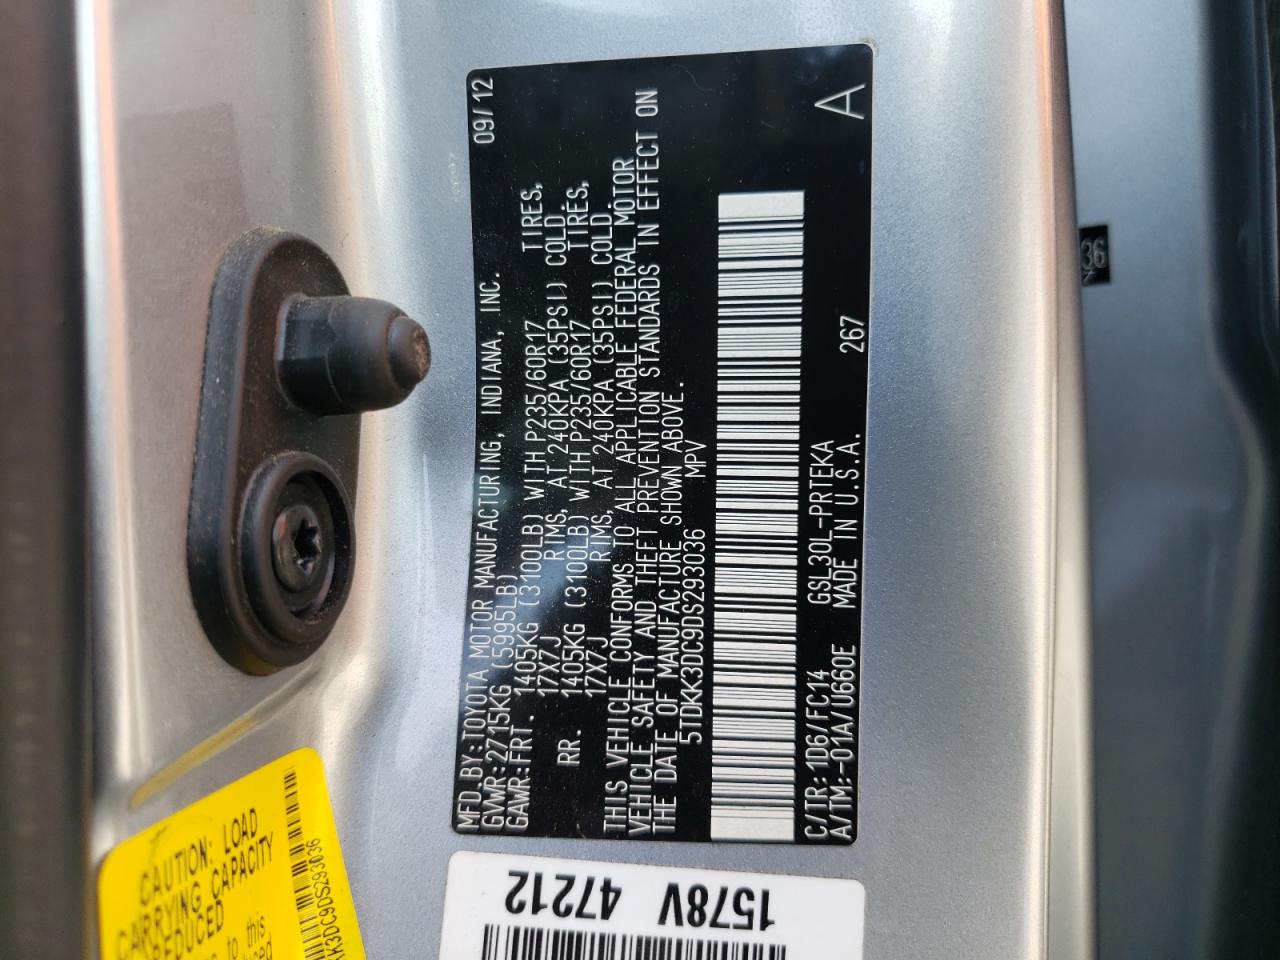 MFD.BY:TOYOTA MOTOR MANUFACTURING, INDIANA, INC. 09/12
GVWR:2715KG (5995LB)
GAWR:FRT. 1405KG (3100LB) WITH P235/60R17 TIRES,
17X7J RIMS, AT 240KPA (35PSI) COLD.
RR. 1405KG (3100LB) WITH P235/60R17 TIRES,
17X7J RIMS, AT 240KPA (35PSI) COLD.
THIS VEHICLE CONFORMS TO ALL APPLICABLE FEDERAL MOTOR
VEHICLE SAFETY AND THEFT PREVENTION STANDARDS IN EFFECT ON
THE DATE OF MANUFACTURE SHOWN ABOVE.
5TDKK3DC9DS293036 MPV
C/TR:1D6/FC14 GSL30L-PRTEKA 267 A
A/TM:-01A/U660E MADE IN U.S.A.
CAUTION: LOAD
CARRYING CAPACITY
REDUCED
to this
K3DC9DS293036
47212
1578V
36